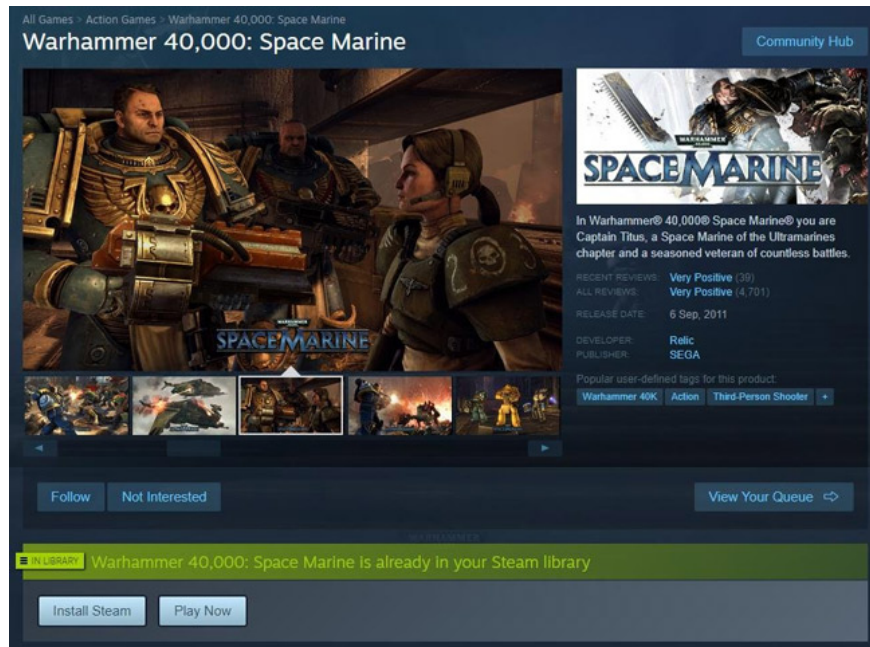 All Games > Action Games > Warhammer 40,000: Space Marine
Warhammer 40,000: Space Marine
Community Hub
WARHAMMER
SPACE MARINE
WARHAMMER
SPACE MARINE
In Warhammer® 40,000® Space Marine® you are
Captain Titus, a Space Marine of the Ultramarines
chapter and a seasoned veteran of countless battles.
RECENT REVIEWS: Very Positive (39)
ALL REVIEWS: Very Positive (4,701)
RELEASE DATE: 6 Sep, 2011
DEVELOPER: Relic
PUBLISHER: SEGA
Popular user-defined tags for this product:
Warhammer 40K Action Third-Person Shooter +
Follow Not Interested View Your Queue
WARHAMMER
IN LIBRARY Warhammer 40,000: Space Marine is already in your Steam library
Install Steam Play Now